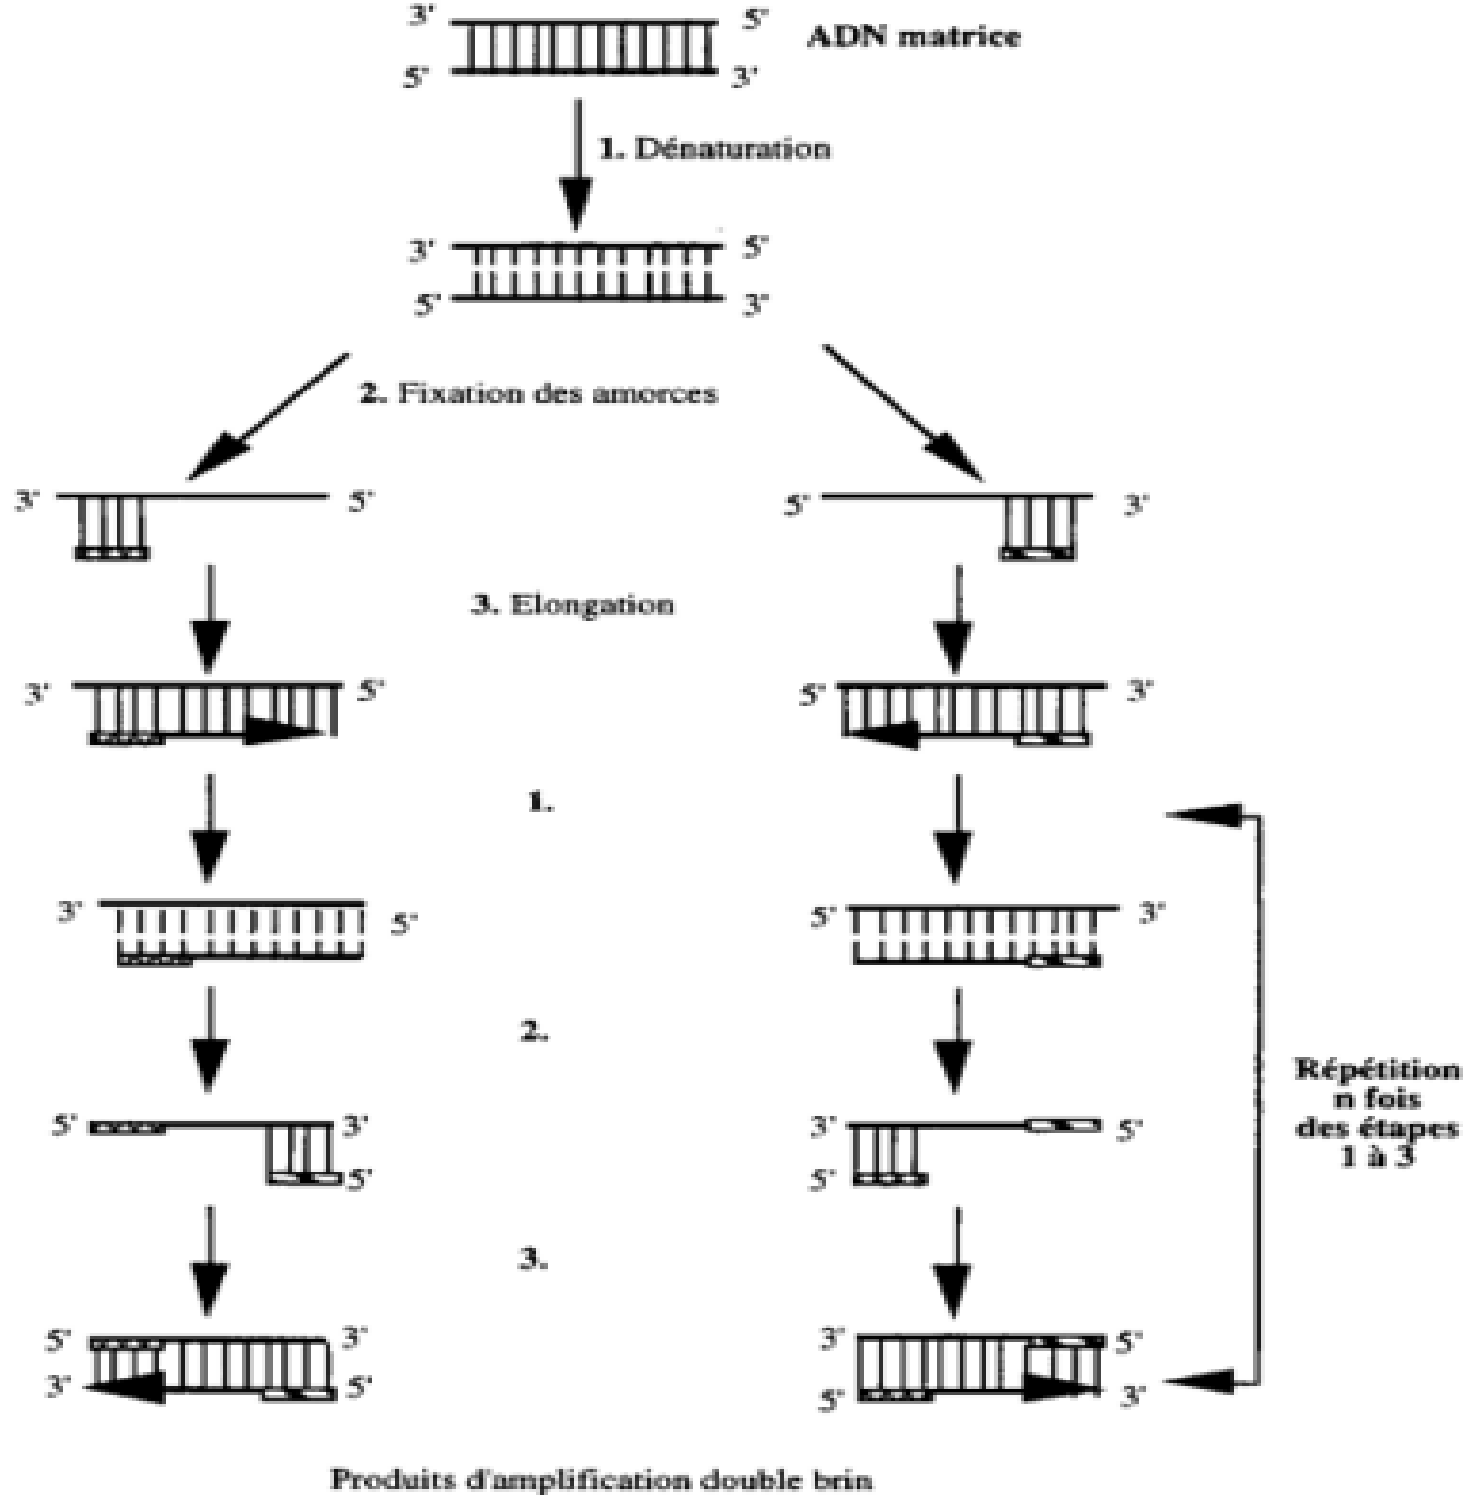 3' 5' ADN matrice
5' 3'
1. Dénaturation
3' 5'
5' 3'
2. Fixation des amorces
3' 5' 5' 3'
3. Elongation
3' 5' 5' 3'
1.
3' 5' 5' 3'
2.
Répétition
n fois
des étapes
1 à 3
5' 3' 3' 5'
5' 5'
3.
5' 3' 3' 5'
3' 5' 5' 3'
Produits d'amplification double brin